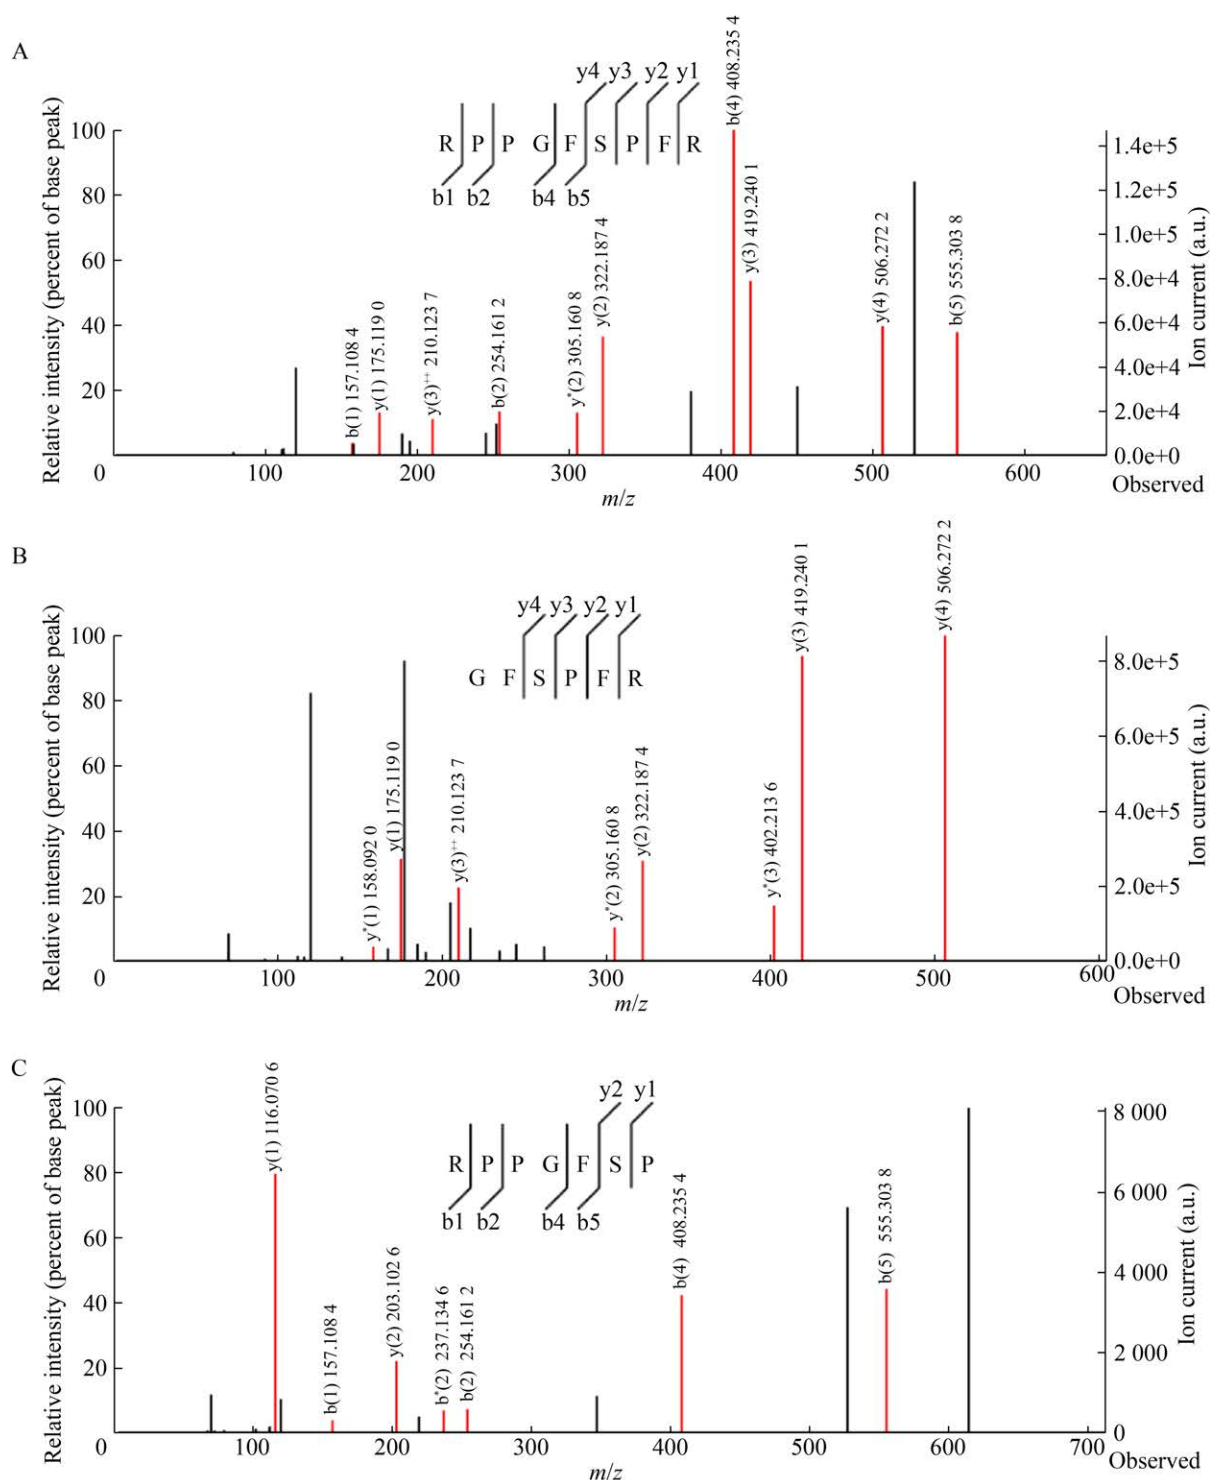 A
y4 y3 y2 y1
R P P G F S P F R
b1 b2 b4 b5
Relative intensity (percent of base peak)
100
80
60
40
20
0
b(1) 157.108 4
y(1) 175.119 0
y(3)++ 210.123 7
b(2) 254.161 2
y*(2) 305.160 8
y(2) 322.187 4
b(4) 408.235 4
y(3) 419.240 1
y(4) 506.272 2
b(5) 555.303 8
1.4e+5
1.2e+5
1.0e+5
8.0e+4
6.0e+4
4.0e+4
2.0e+4
0.0e+0
Ion current (a.u.)
100 200 300 400 500 600
Observed
m/z
B
y4 y3 y2 y1
G F S P F R
Relative intensity (percent of base peak)
100
80
60
40
20
0
y*(1) 158.092 0
y(1) 175.119 0
y(3)++ 210.123 7
y*(2) 305.160 8
y(2) 322.187 4
y*(3) 402.213 6
y(3) 419.240 1
y(4) 506.272 2
8.0e+5
6.0e+5
4.0e+5
2.0e+5
0.0e+0
Ion current (a.u.)
100 200 300 400 500 600
Observed
m/z
C
y2 y1
R P P G F S P
b1 b2 b4 b5
Relative intensity (percent of base peak)
100
80
60
40
20
0
y(1) 116.070 6
b(1) 157.108 4
y(2) 203.102 6
b*(2) 237.134 6
b(2) 254.161 2
b(4) 408.235 4
b(5) 555.303 8
8 000
6 000
4 000
2 000
0
Ion current (a.u.)
100 200 300 400 500 600 700
Observed
m/z